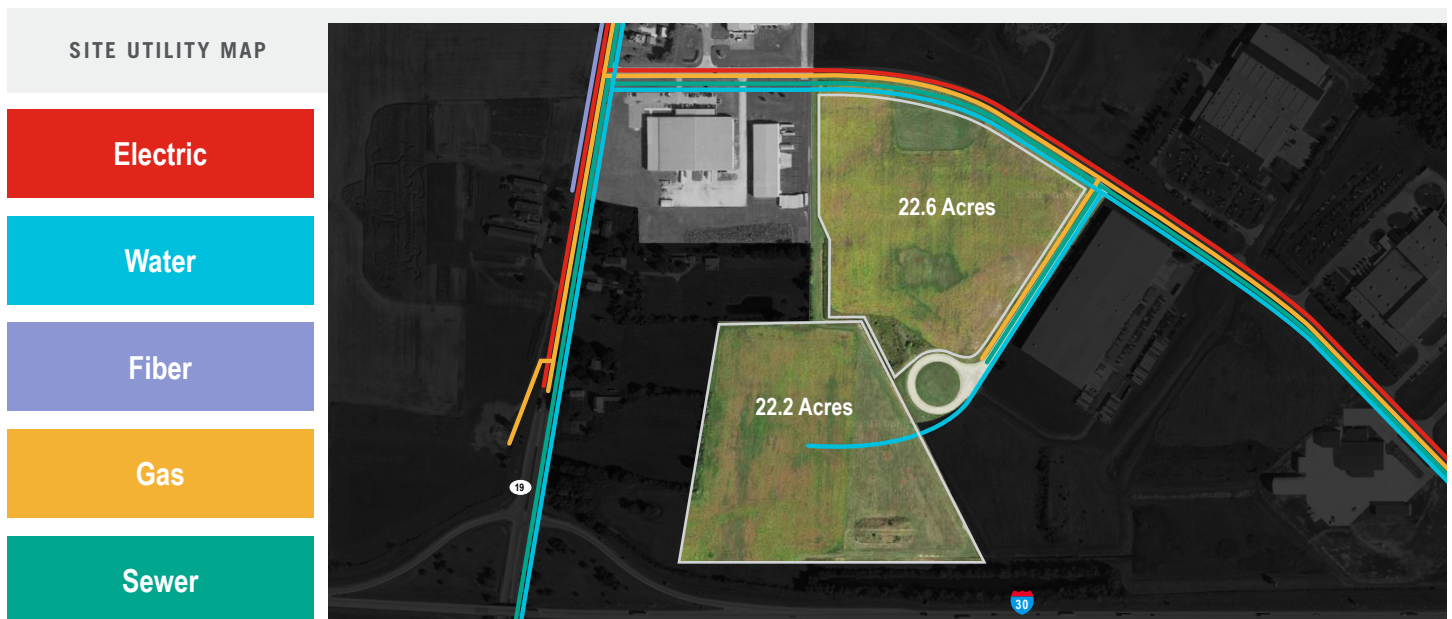 SITE UTILITY MAP
Electric
Water
Fiber
Gas
Sewer
22.6 Acres
22.2 Acres
19
30